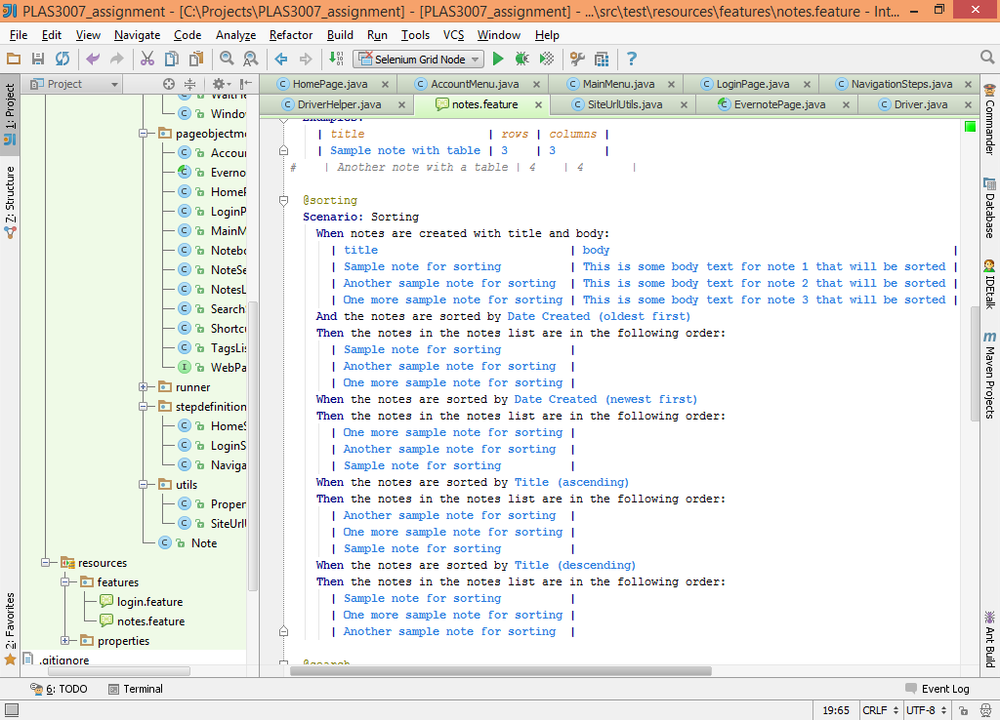 PLAS3007_assignment - [C:\Projects\PLAS3007_assignment] - [PLAS3007_assignment] - ...\src\test\resources\features\notes.feature - Int...
File Edit View Navigate Code Analyze Refactor Build Run Tools VCS Window Help
Selenium Grid Node
Project
HomePage.java AccountMenu.java MainMenu.java LoginPage.java NavigationSteps.java
DriverHelper.java notes.feature SiteUrlUtils.java EvernotePage.java Driver.java
1: Project
Z: Structure
2: Favorites
Windo
pageobjectmo
Accou
Everno
HomeP
LoginP
MainM
Notebo
NoteSe
NotesL
Search
Shortcu
TagsLis
WebPa
runner
stepdefinition
HomeS
LoginS
Naviga
utils
Proper
SiteUrlU
Note
resources
features
login.feature
notes.feature
properties
.gitignore
Examples:
| title | rows | columns |
| Sample note with table | 3 | 3 |
# | Another note with a table | 4 | 4 |
@sorting
Scenario: Sorting
When notes are created with title and body:
| title | body |
| Sample note for sorting | This is some body text for note 1 that will be sorted |
| Another sample note for sorting | This is some body text for note 2 that will be sorted |
| One more sample note for sorting | This is some body text for note 3 that will be sorted |
And the notes are sorted by Date Created (oldest first)
Then the notes in the notes list are in the following order:
| Sample note for sorting |
| Another sample note for sorting |
| One more sample note for sorting |
When the notes are sorted by Date Created (newest first)
Then the notes in the notes list are in the following order:
| One more sample note for sorting |
| Another sample note for sorting |
| Sample note for sorting |
When the notes are sorted by Title (ascending)
Then the notes in the notes list are in the following order:
| Another sample note for sorting |
| One more sample note for sorting |
| Sample note for sorting |
When the notes are sorted by Title (descending)
Then the notes in the notes list are in the following order:
| Sample note for sorting |
| One more sample note for sorting |
| Another sample note for sorting |
@search
Commander
Database
IDEtalk
Maven Projects
Ant Build
6: TODO Terminal Event Log
19:65 CRLF UTF-8